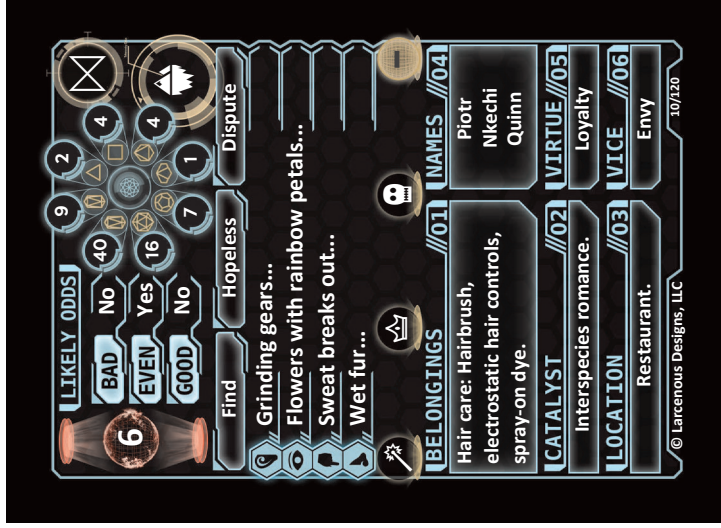 6
LIKELY ODDS
BAD No
EVEN Yes
GOOD No
9
2
4
4
1
7
16
40
Find
Hopeless
Dispute
Grinding gears...
Flowers with rainbow petals...
Sweat breaks out...
Wet fur...
BELONGINGS ///01
Hair care: Hairbrush,
electrostatic hair controls,
spray-on dye.
NAMES ///04
Piotr
Nkechi
Quinn
CATALYST ///02
Interspecies romance.
VIRTUE ///05
Loyalty
LOCATION ///03
Restaurant.
VICE ///06
Envy
© Larcenous Designs, LLC
10/120